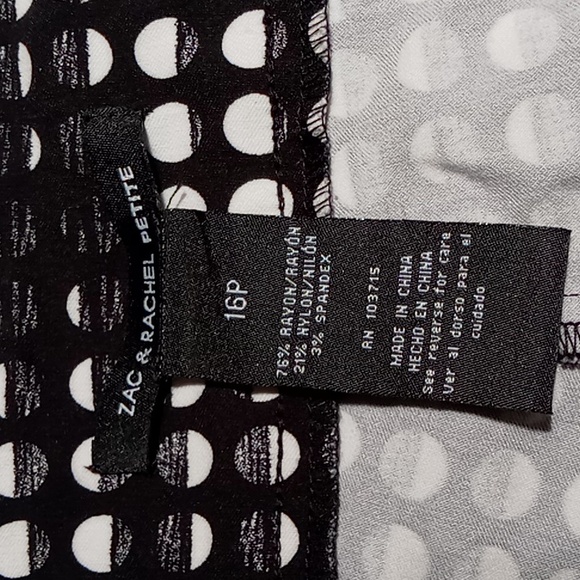 ZAC & RACHEL PETITE
16P
76% RAYON/RAYÓN
21% NYLON/NILÓN
3% SPANDEX
RN 103715
MADE IN CHINA
HECHO EN CHINA
See reverse for care
Ver al dorso para el
cuidado